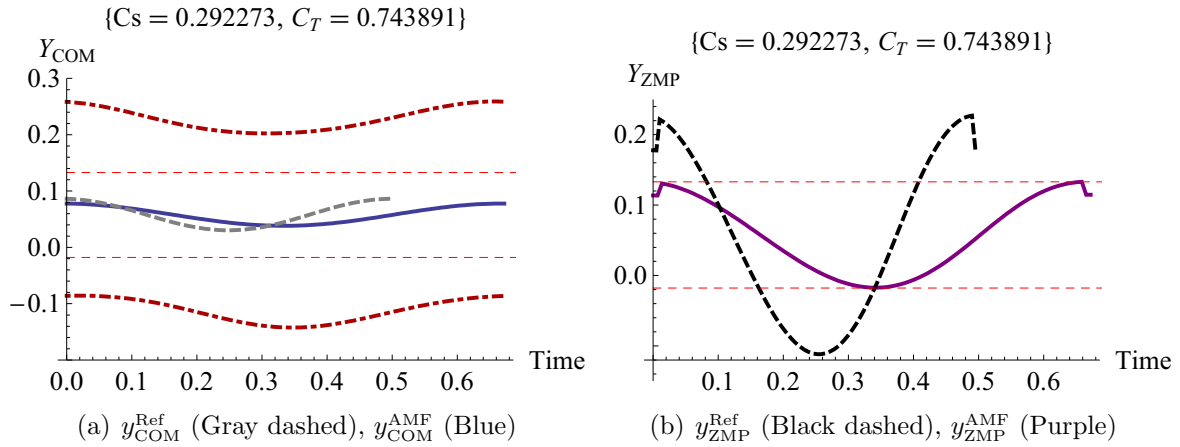 {Cs = 0.292273, C_T = 0.743891}
Y_COM
0.3
0.2
0.1
0.0
−0.1
0.0 0.1 0.2 0.3 0.4 0.5 0.6
Time
(a) y_COM^Ref (Gray dashed), y_COM^AMF (Blue)
{Cs = 0.292273, C_T = 0.743891}
Y_ZMP
0.2
0.1
0.0
0.1 0.2 0.3 0.4 0.5 0.6
Time
(b) y_ZMP^Ref (Black dashed), y_ZMP^AMF (Purple)